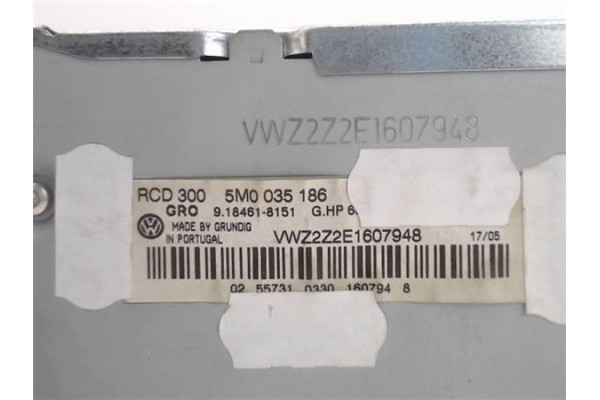 VWZ2Z2E1607948
RCD 300 5M0 035 186
GRO 9.18461-8151 G.HP 6
MADE BY GRUNDIG
IN PORTUGAL
VWZ2Z2E1607948 17/05
02 55731 0330 160794 8